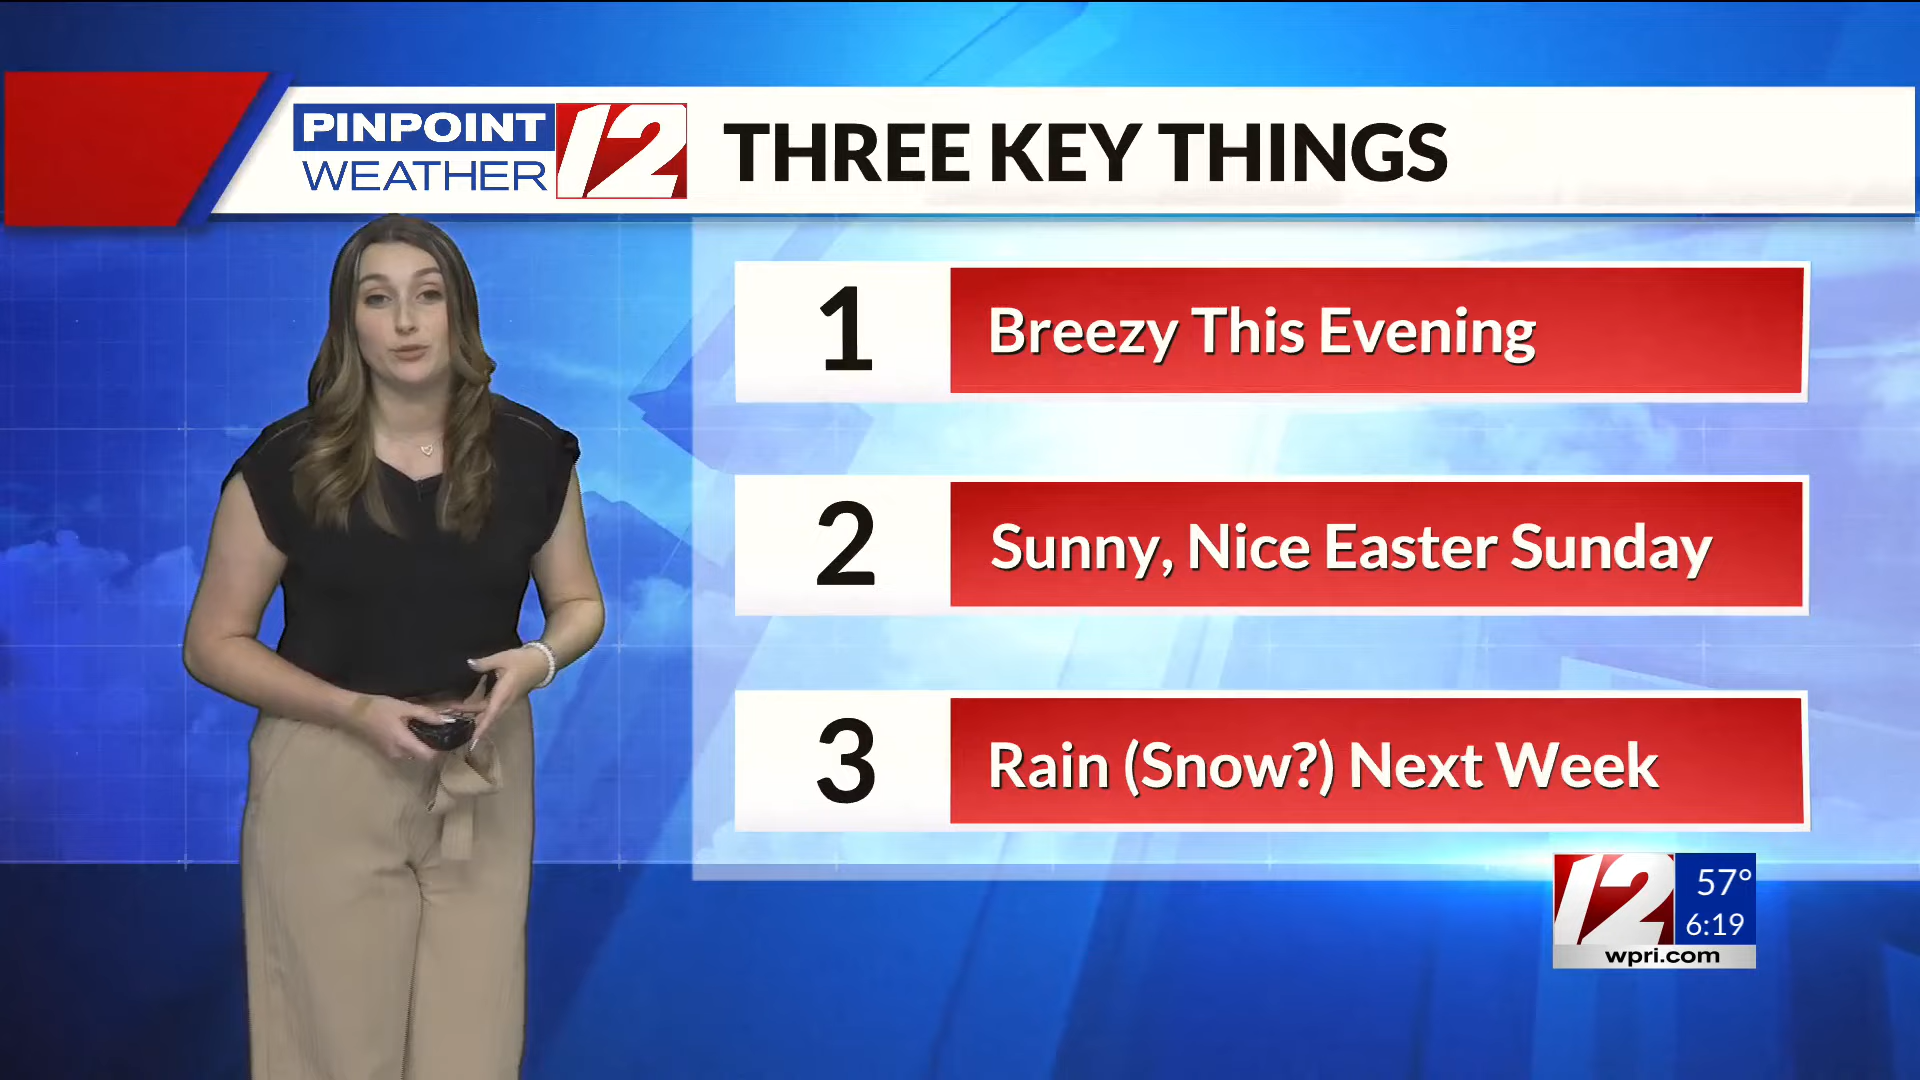 PINPOINT
WEATHER 12
THREE KEY THINGS
1 Breezy This Evening
2 Sunny, Nice Easter Sunday
3 Rain (Snow?) Next Week
12 57°
6:19
wpri.com